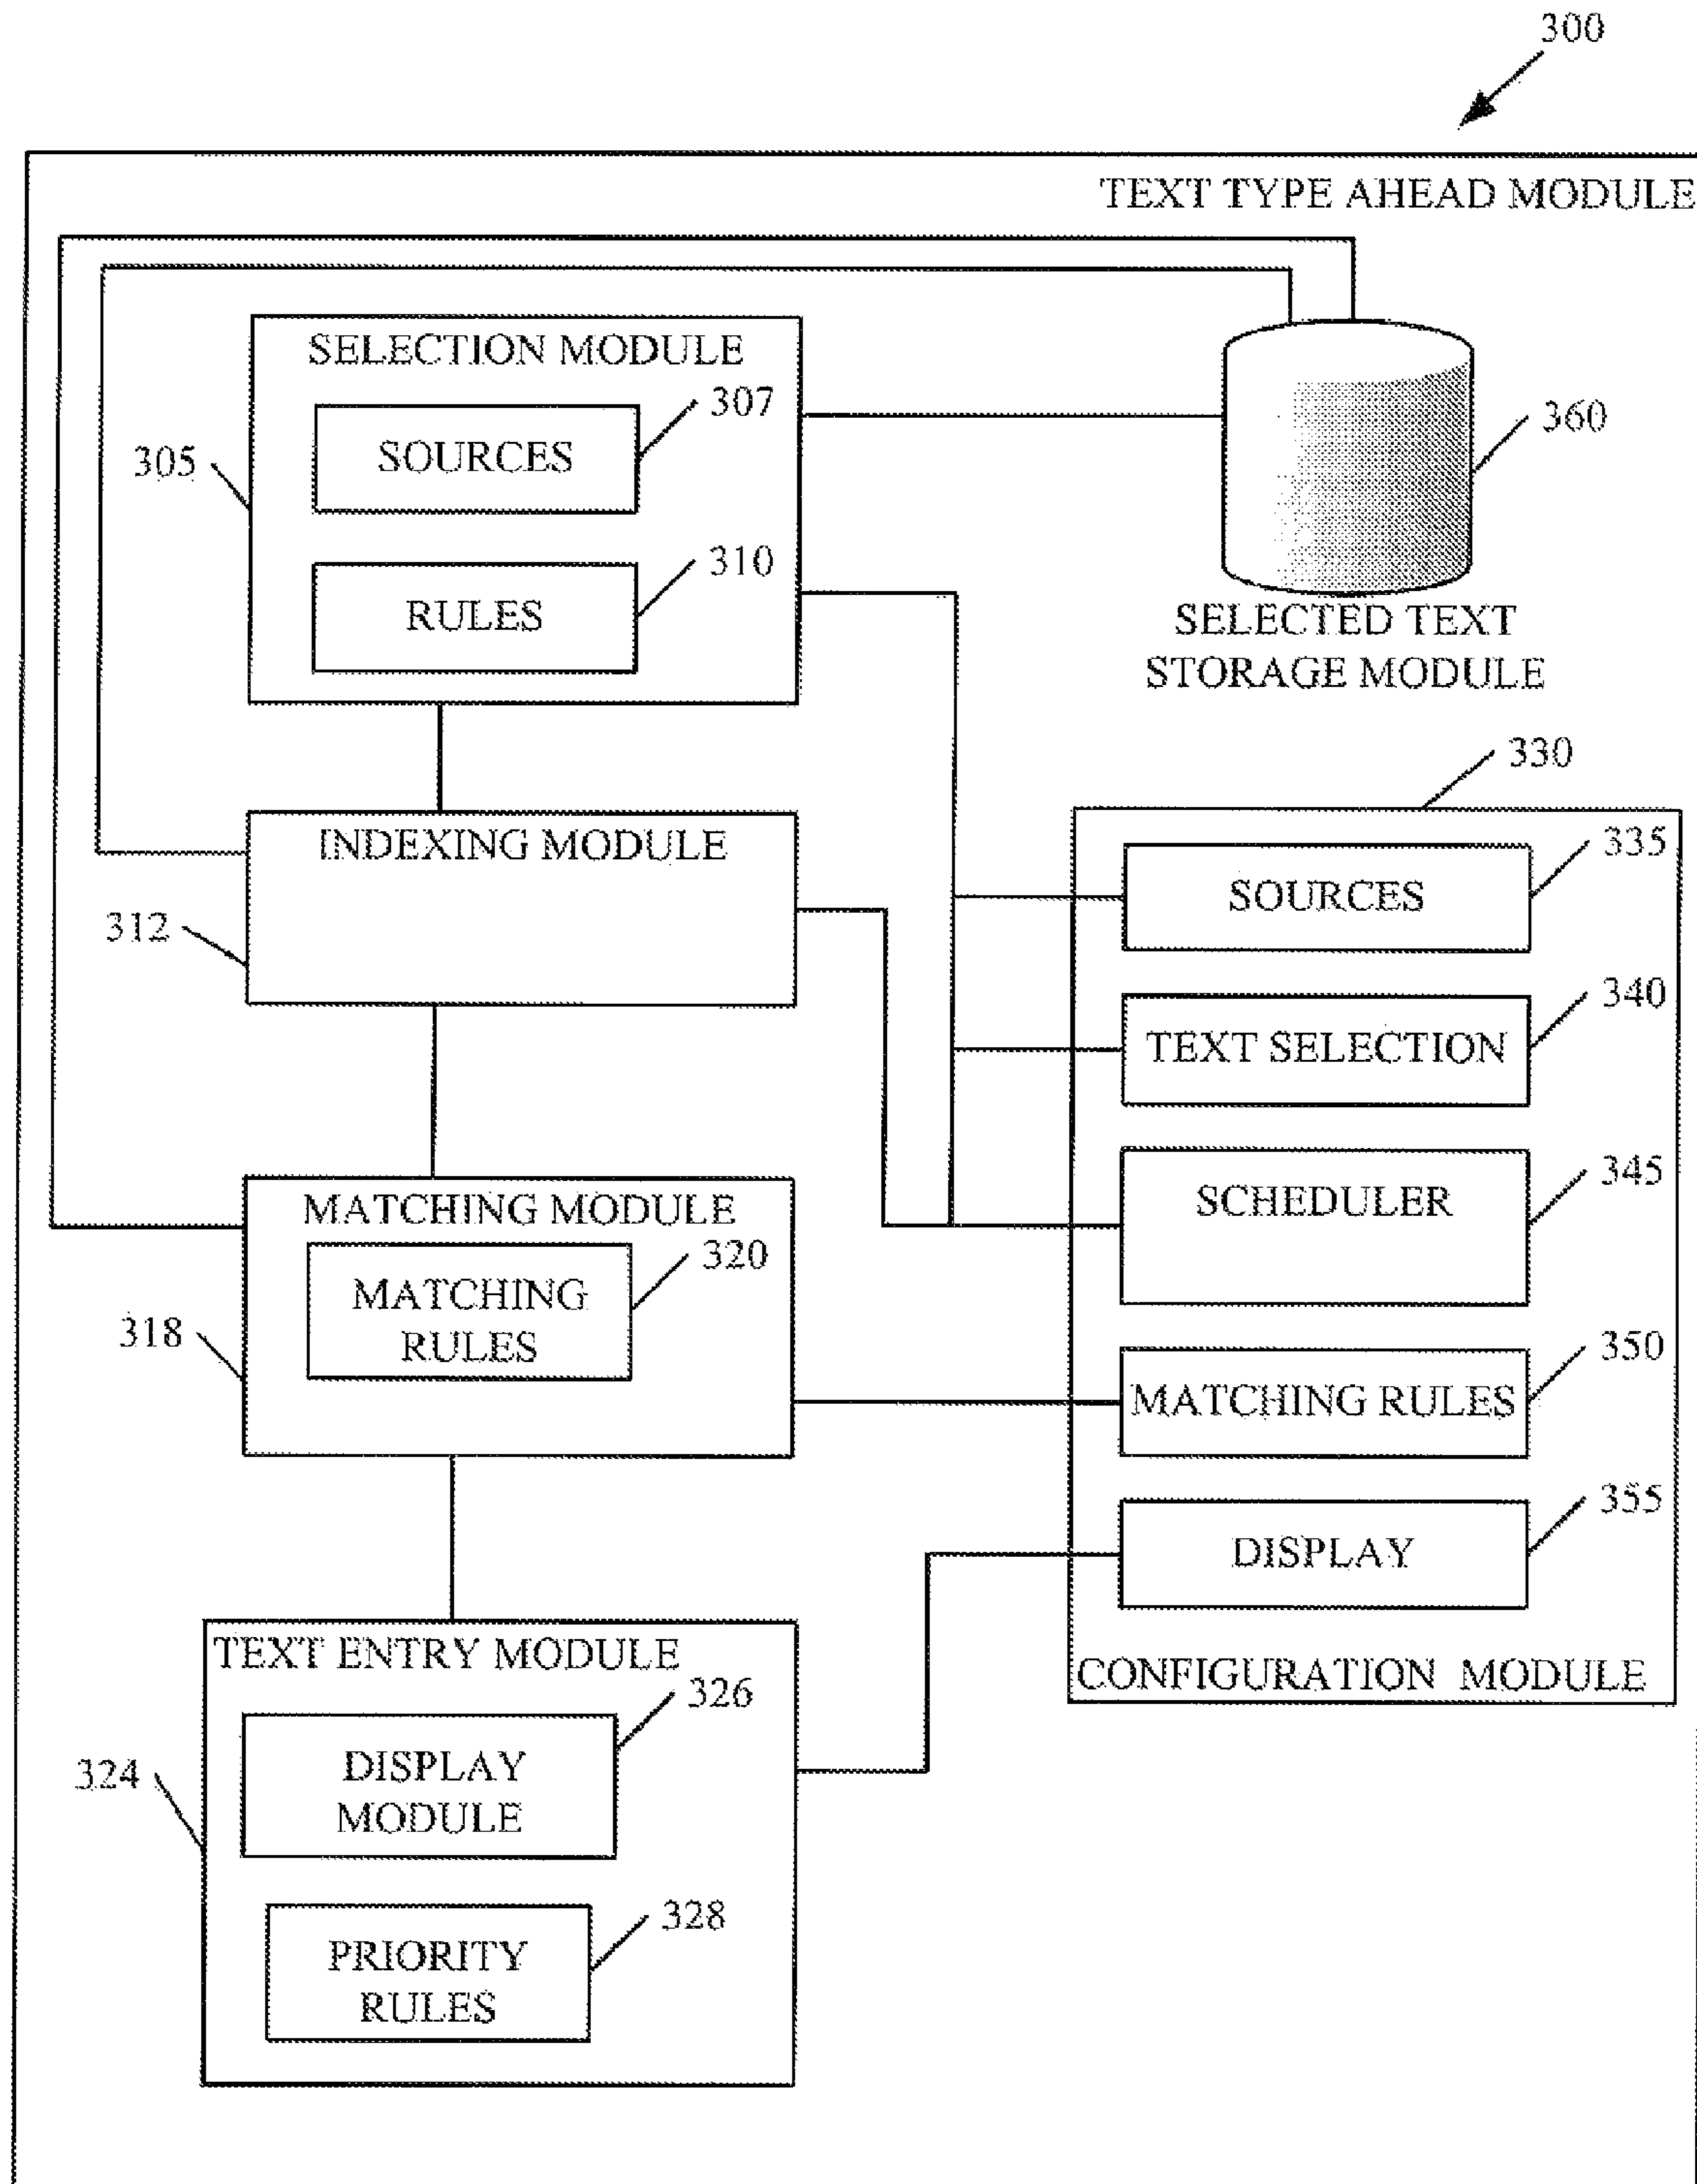 300
TEXT TYPE AHEAD MODULE
SELECTION MODULE
307
SOURCES
305
310
RULES
360
SELECTED TEXT
STORAGE MODULE
330
INDEXING MODULE
312
335
SOURCES
340
TEXT SELECTION
345
SCHEDULER
MATCHING MODULE
320
MATCHING
RULES
318
350
MATCHING RULES
355
DISPLAY
CONFIGURATION MODULE
TEXT ENTRY MODULE
326
DISPLAY
MODULE
324
328
PRIORITY
RULES